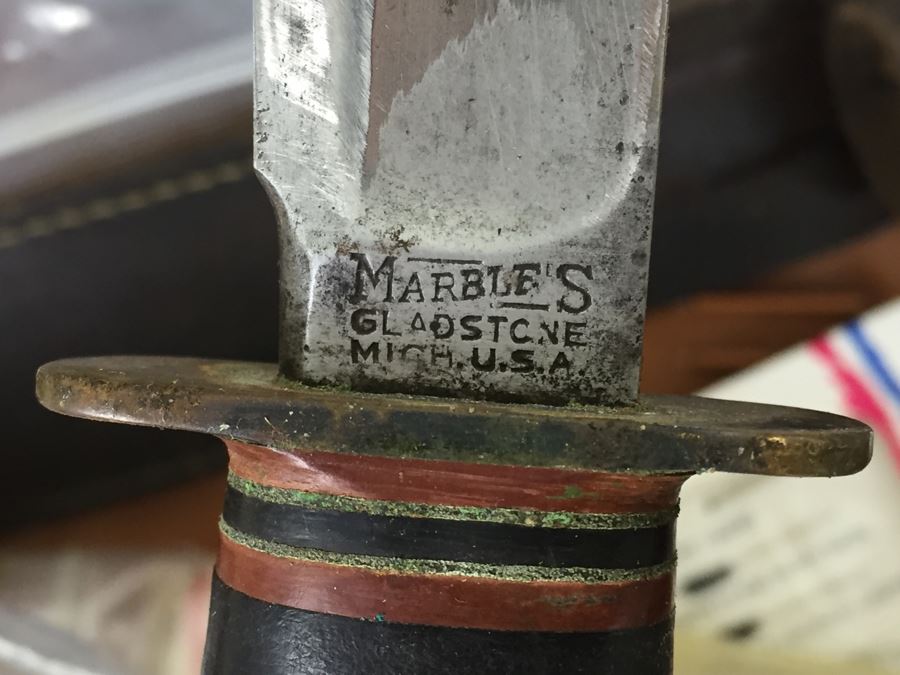 MARBLE'S
GLADSTONE
MICH. U.S.A.